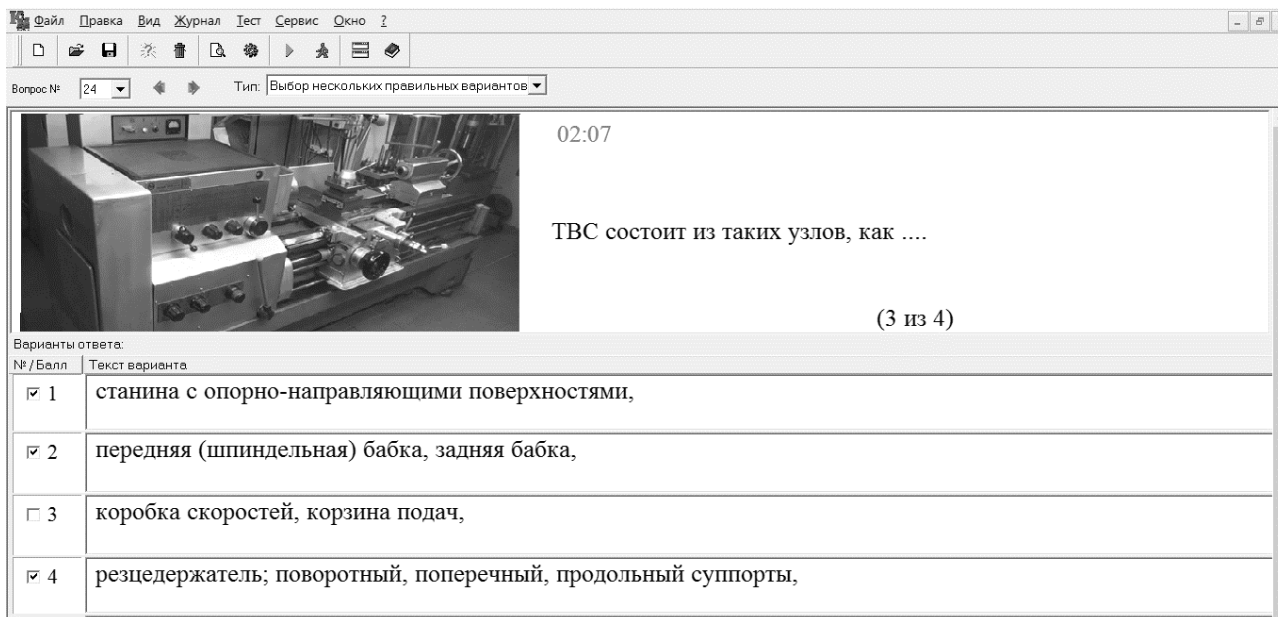 Файл Правка Вид Журнал Тест Сервис Окно ?
Вопрос № 24 Тип: Выбор нескольких правильных вариантов
02:07
ТВС состоит из таких узлов, как ....
(3 из 4)
Варианты ответа:
№ / Балл Текст варианта
1 станина с опорно-направляющими поверхностями,
2 передняя (шпиндельная) бабка, задняя бабка,
3 коробка скоростей, корзина подач,
4 резцедержатель; поворотный, поперечный, продольный суппорты,